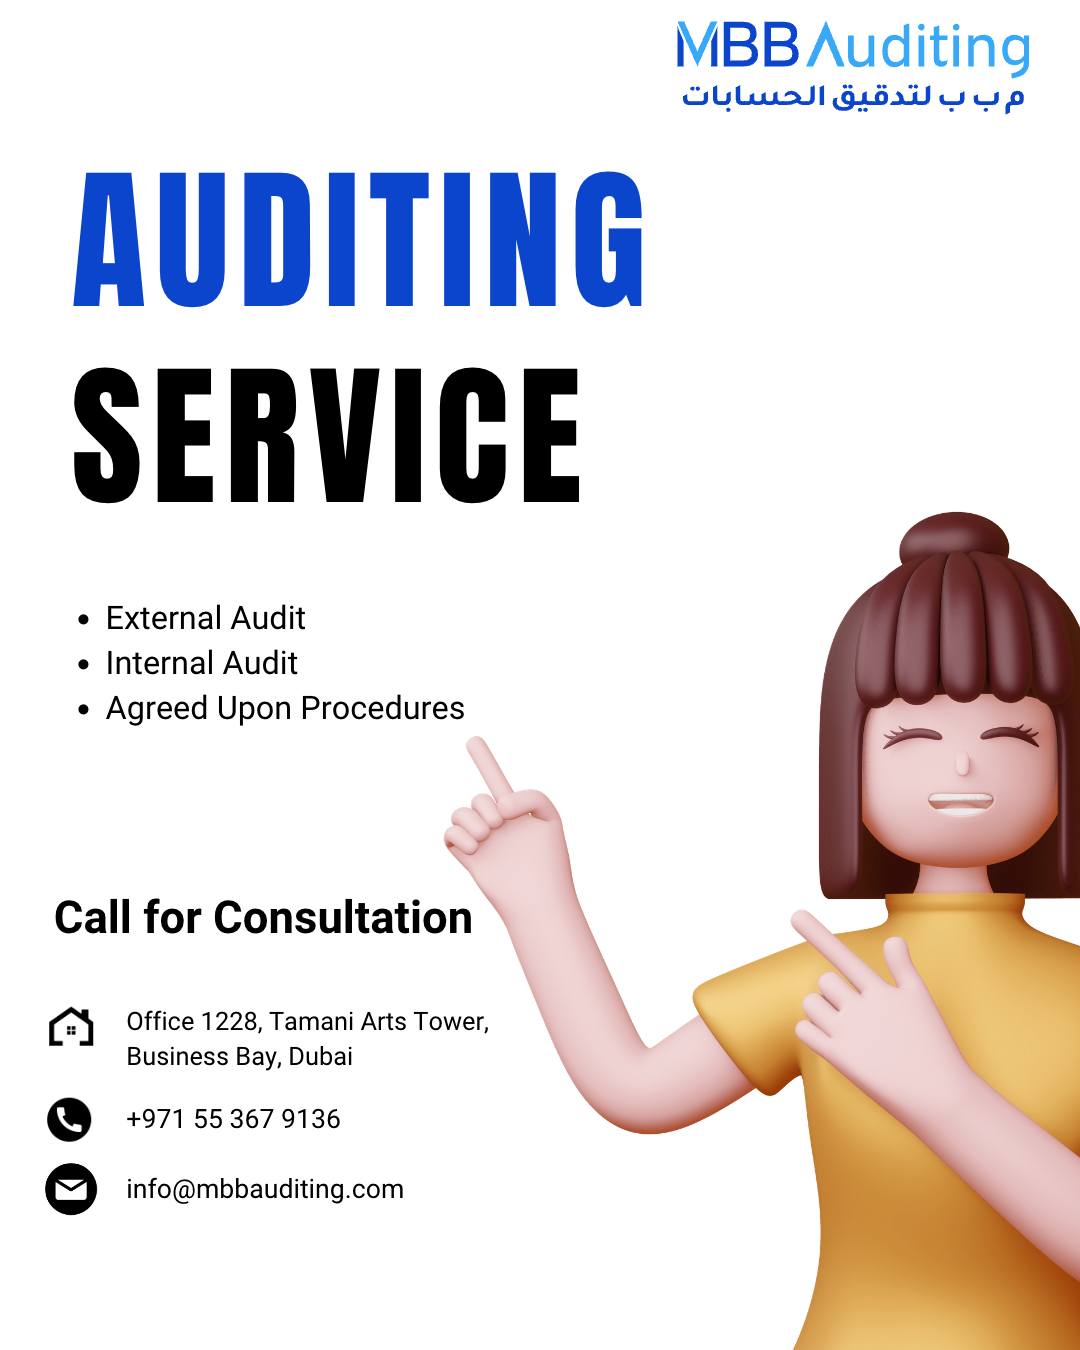 MBB Auditing
م ب ب لتدقيق الحسابات
AUDITING
SERVICE
• External Audit
• Internal Audit
• Agreed Upon Procedures
Call for Consultation
Office 1228, Tamani Arts Tower,
Business Bay, Dubai
+971 55 367 9136
info@mbbauditing.com